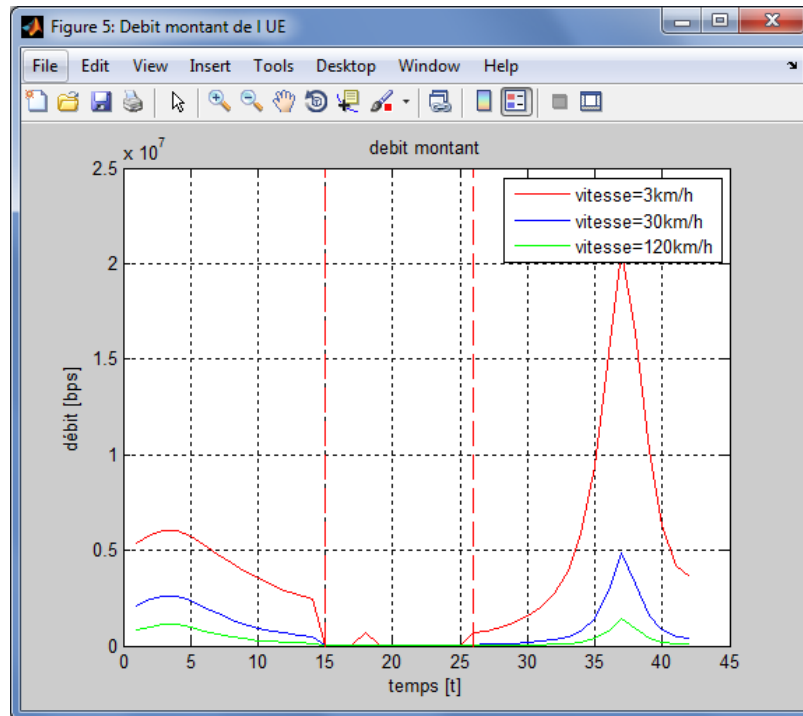 Figure 5: Debit montant de l UE
File Edit View Insert Tools Desktop Window Help
x 10^7
debit montant
2.5
2
1.5
1
0.5
0
débit [bps]
vitesse=3km/h
vitesse=30km/h
vitesse=120km/h
0 5 10 15 20 25 30 35 40 45
temps [t]